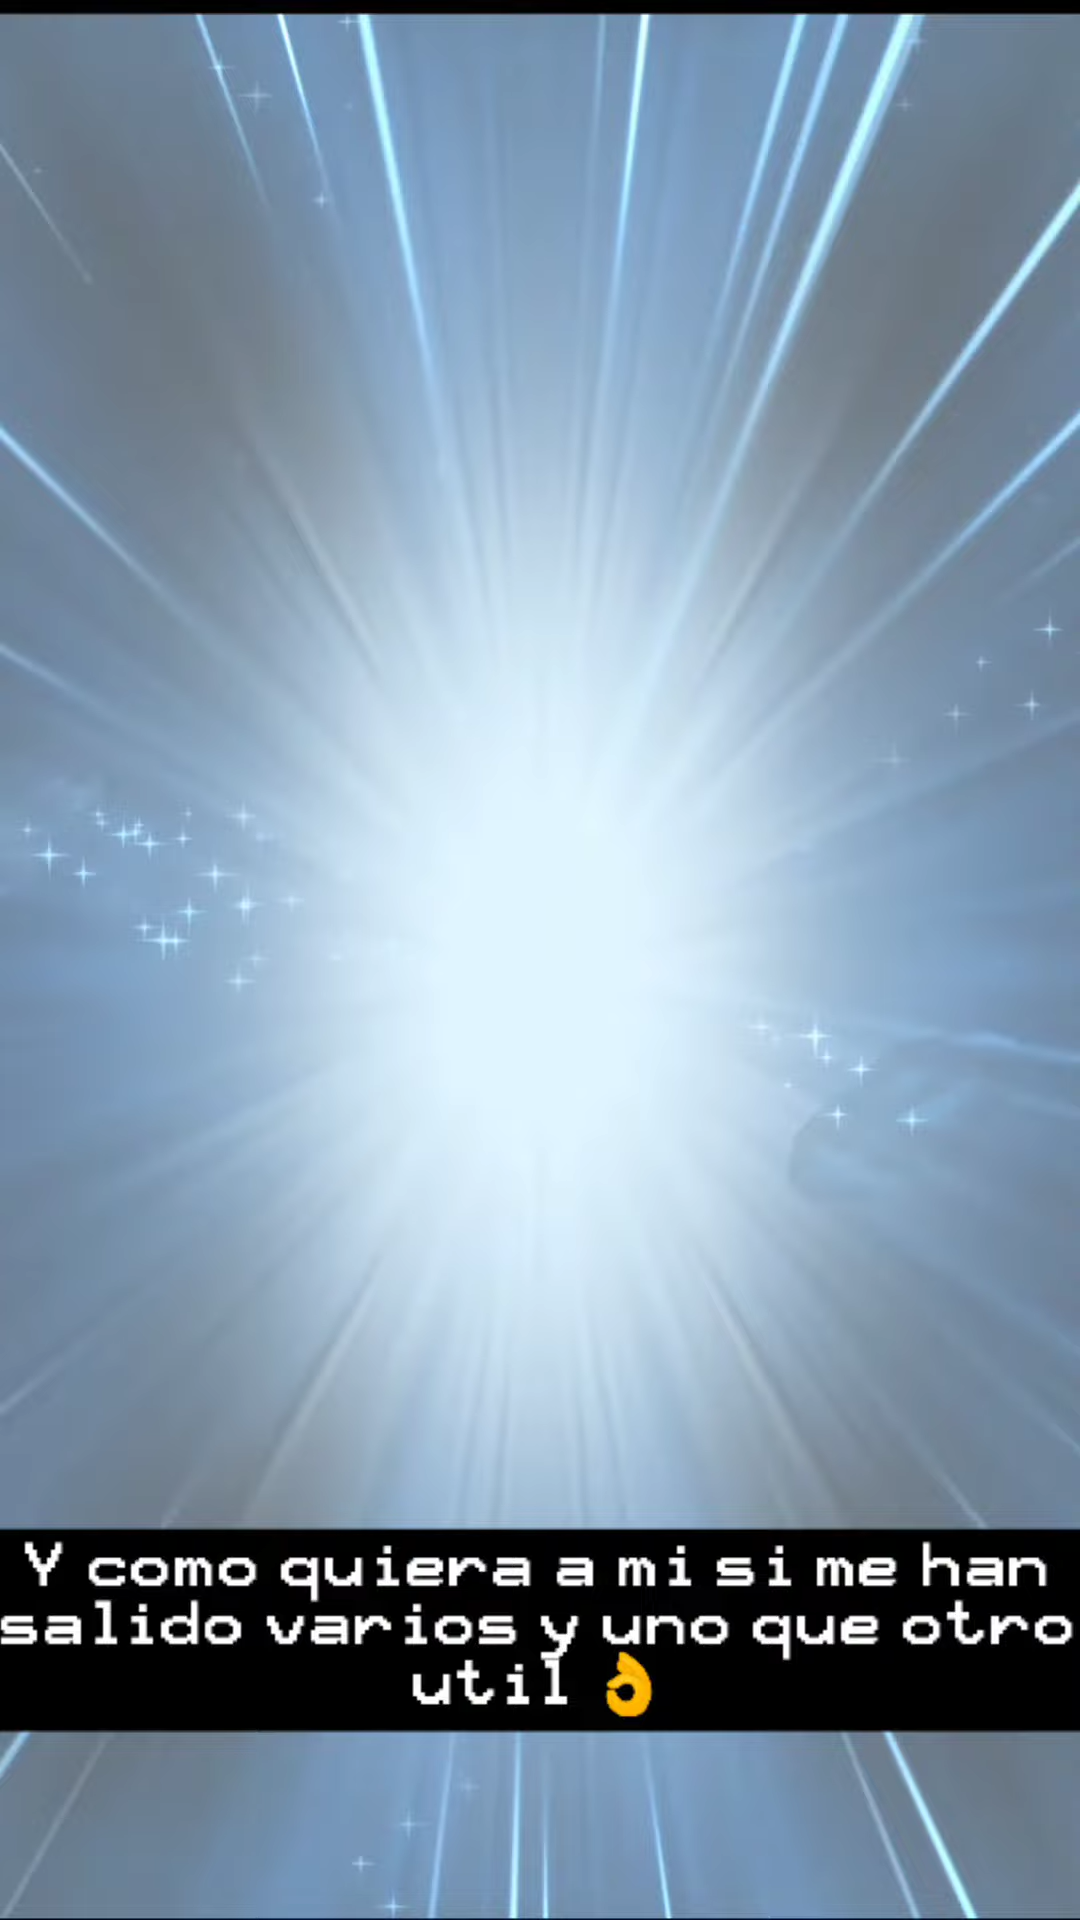 Y como quiera a mi si me han
salido varios y uno que otro
util 👌